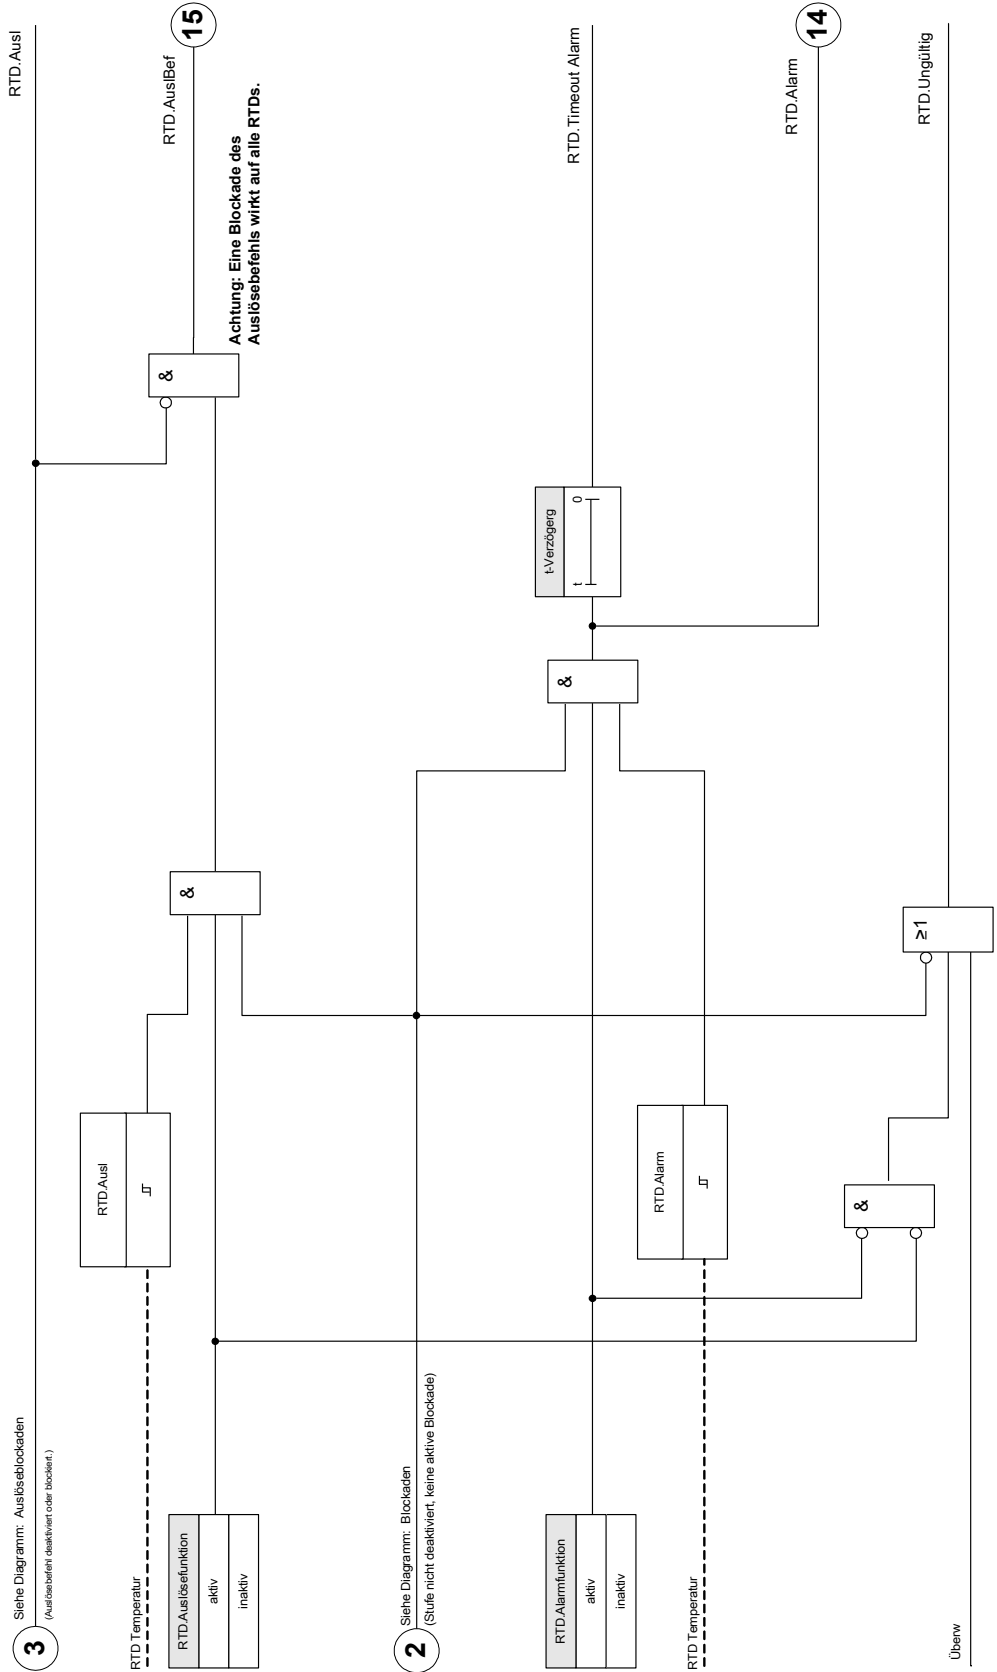 3
Siehe Diagramm: Auslöseblockaden
(Auslösebefehl deaktiviert oder blockiert.)
RTD.Ausl
RTD Temperatur
RTD.Ausl
RTD.Auslösefunktion
aktiv
inaktiv
&
&
RTD.AuslBef
15
Achtung: Eine Blockade des
Auslösebefehls wirkt auf alle RTDs.
2
Siehe Diagramm: Blockaden
(Stufe nicht deaktiviert, keine aktive Blockade)
RTD.Alarmfunktion
aktiv
inaktiv
&
t-Verzögerg
t
0
RTD.Timeout Alarm
RTD Temperatur
RTD.Alarm
RTD.Alarm
14
&
≥1
RTD.Ungültig
Überw